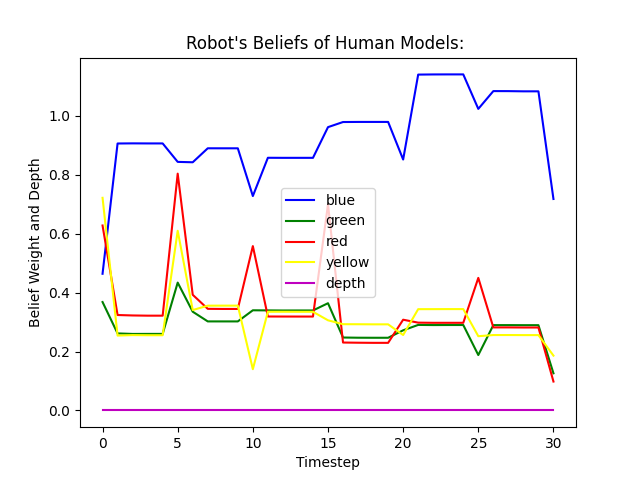 Robot's Beliefs of Human Models:
Belief Weight and Depth
1.0
0.8
0.6
0.4
0.2
0.0
blue
green
red
yellow
depth
0 5 10 15 20 25 30
Timestep